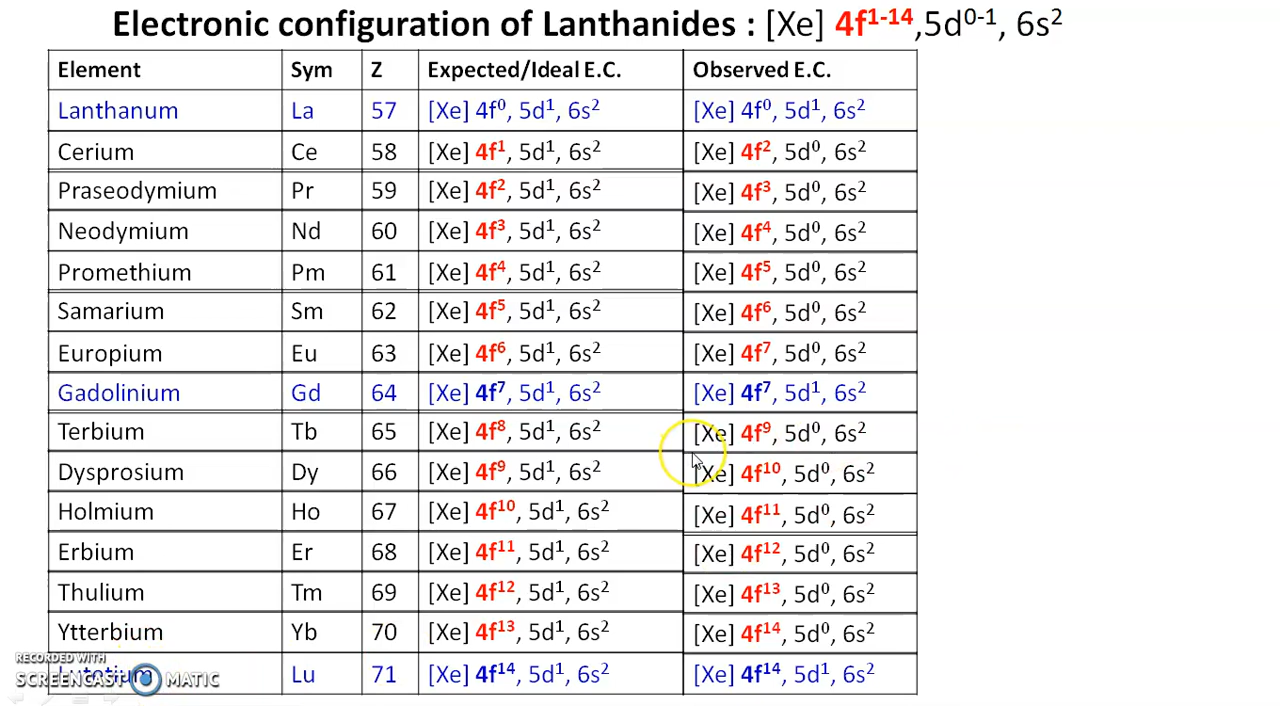 Electronic configuration of Lanthanides : [Xe] 4f¹⁻¹⁴,5d⁰⁻¹, 6s²
Element Sym Z Expected/Ideal E.C. Observed E.C.
Lanthanum La 57 [Xe] 4f⁰, 5d¹, 6s² [Xe] 4f⁰, 5d¹, 6s²
Cerium Ce 58 [Xe] 4f¹, 5d¹, 6s² [Xe] 4f², 5d⁰, 6s²
Praseodymium Pr 59 [Xe] 4f², 5d¹, 6s² [Xe] 4f³, 5d⁰, 6s²
Neodymium Nd 60 [Xe] 4f³, 5d¹, 6s² [Xe] 4f⁴, 5d⁰, 6s²
Promethium Pm 61 [Xe] 4f⁴, 5d¹, 6s² [Xe] 4f⁵, 5d⁰, 6s²
Samarium Sm 62 [Xe] 4f⁵, 5d¹, 6s² [Xe] 4f⁶, 5d⁰, 6s²
Europium Eu 63 [Xe] 4f⁶, 5d¹, 6s² [Xe] 4f⁷, 5d⁰, 6s²
Gadolinium Gd 64 [Xe] 4f⁷, 5d¹, 6s² [Xe] 4f⁷, 5d¹, 6s²
Terbium Tb 65 [Xe] 4f⁸, 5d¹, 6s² [Xe] 4f⁹, 5d⁰, 6s²
Dysprosium Dy 66 [Xe] 4f⁹, 5d¹, 6s² [Xe] 4f¹⁰, 5d⁰, 6s²
Holmium Ho 67 [Xe] 4f¹⁰, 5d¹, 6s² [Xe] 4f¹¹, 5d⁰, 6s²
Erbium Er 68 [Xe] 4f¹¹, 5d¹, 6s² [Xe] 4f¹², 5d⁰, 6s²
Thulium Tm 69 [Xe] 4f¹², 5d¹, 6s² [Xe] 4f¹³, 5d⁰, 6s²
Ytterbium Yb 70 [Xe] 4f¹³, 5d¹, 6s² [Xe] 4f¹⁴, 5d⁰, 6s²
RECORDED WITH
SCREENCAST MATIC
Lutetium Lu 71 [Xe] 4f¹⁴, 5d¹, 6s² [Xe] 4f¹⁴, 5d¹, 6s²